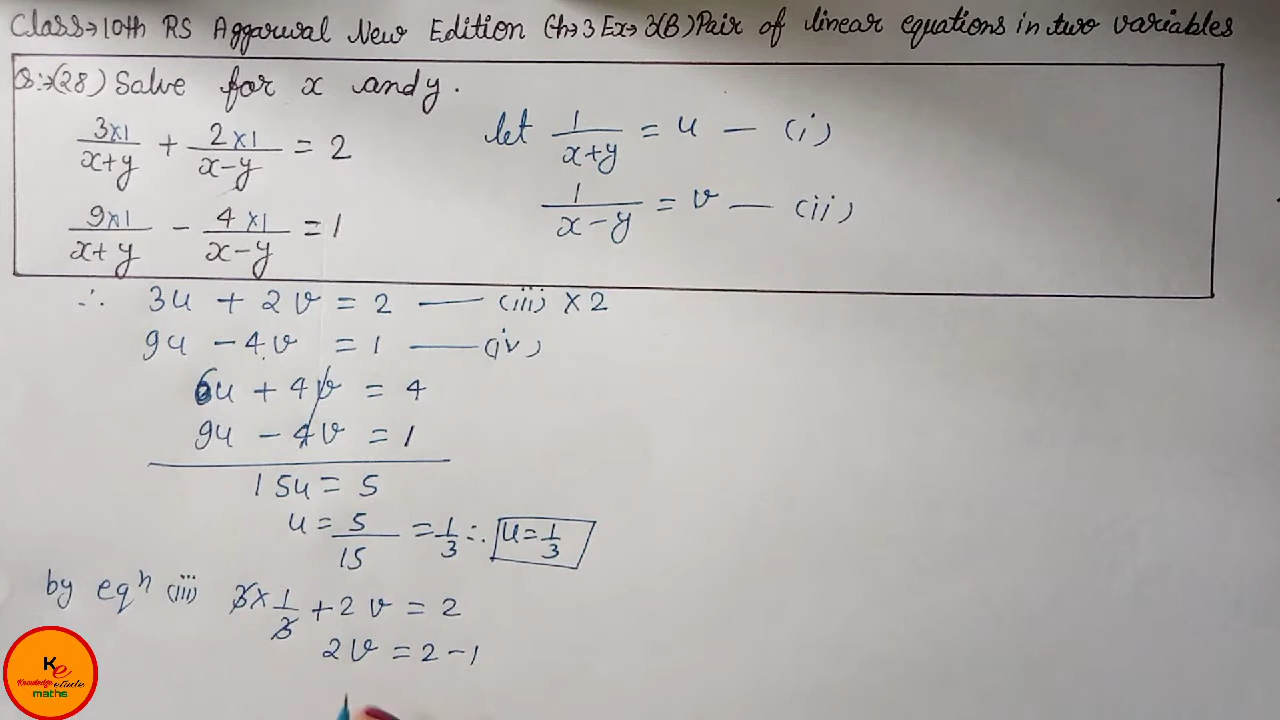 Class→10th RS Aggarwal New Edition Ch→3 Ex→3(B) Pair of linear equations in two variables
Q:→(28) Solve for x and y.
3×1/x+y + 2×1/x-y = 2
9×1/x+y - 4×1/x-y = 1
let 1/x+y = u — (i)
1/x-y = v — (ii)
∴ 3u + 2v = 2 — (iii) ×2
9u - 4v = 1 — (iv)
6u + 4v = 4
9u - 4v = 1
15u = 5
u = 5/15 = 1/3 ∴ u = 1/3
by eqn (iii) 3×1/3 + 2v = 2
2v = 2-1
Ke
Knowledge
maths